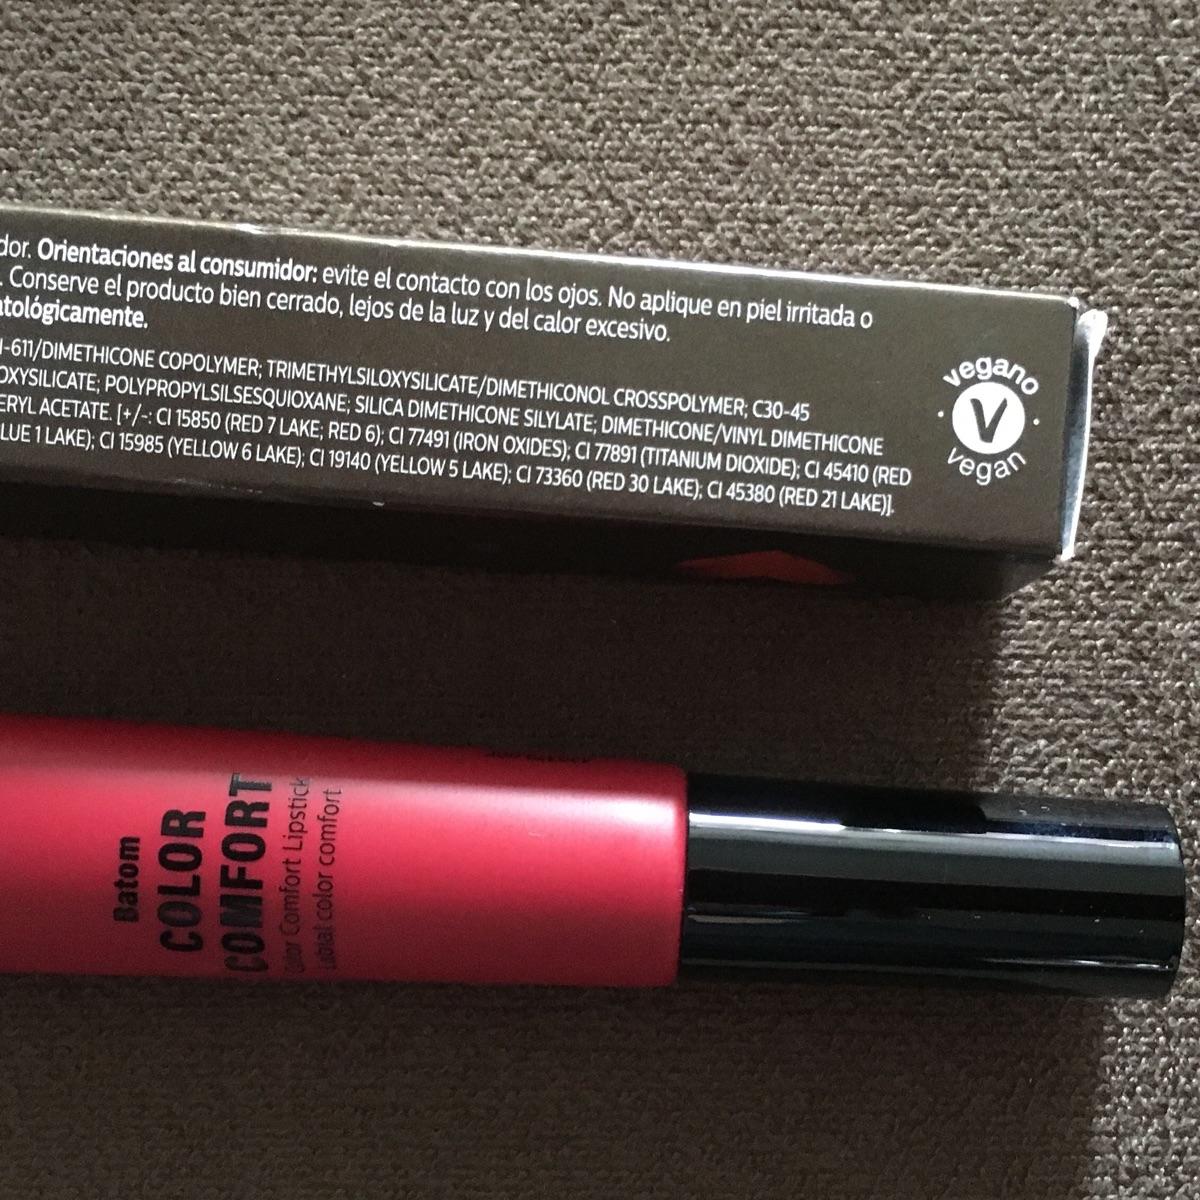 dor. Orientaciones al consumidor: evite el contacto con los ojos. No aplique en piel irritada o
. Conserve el producto bien cerrado, lejos de la luz y del calor excesivo.
atológicamente.
I-611/DIMETHICONE COPOLYMER; TRIMETHYLSILOXYSILICATE/DIMETHICONOL CROSSPOLYMER; C30-45
OXYSILICATE; POLYPROPYLSILSESQUIOXANE; SILICA DIMETHICONE SILYLATE; DIMETHICONE/VINYL DIMETHICONE
ERYL ACETATE. [+/-: CI 15850 (RED 7 LAKE; RED 6); CI 77491 (IRON OXIDES); CI 77891 (TITANIUM DIOXIDE); CI 45410 (RED
LUE 1 LAKE); CI 15985 (YELLOW 6 LAKE); CI 19140 (YELLOW 5 LAKE); CI 73360 (RED 30 LAKE); CI 45380 (RED 21 LAKE)].
vegano
V
vegan
Batom
COLOR
COMFORT
Color Comfort Lipstick
Labial color comfort